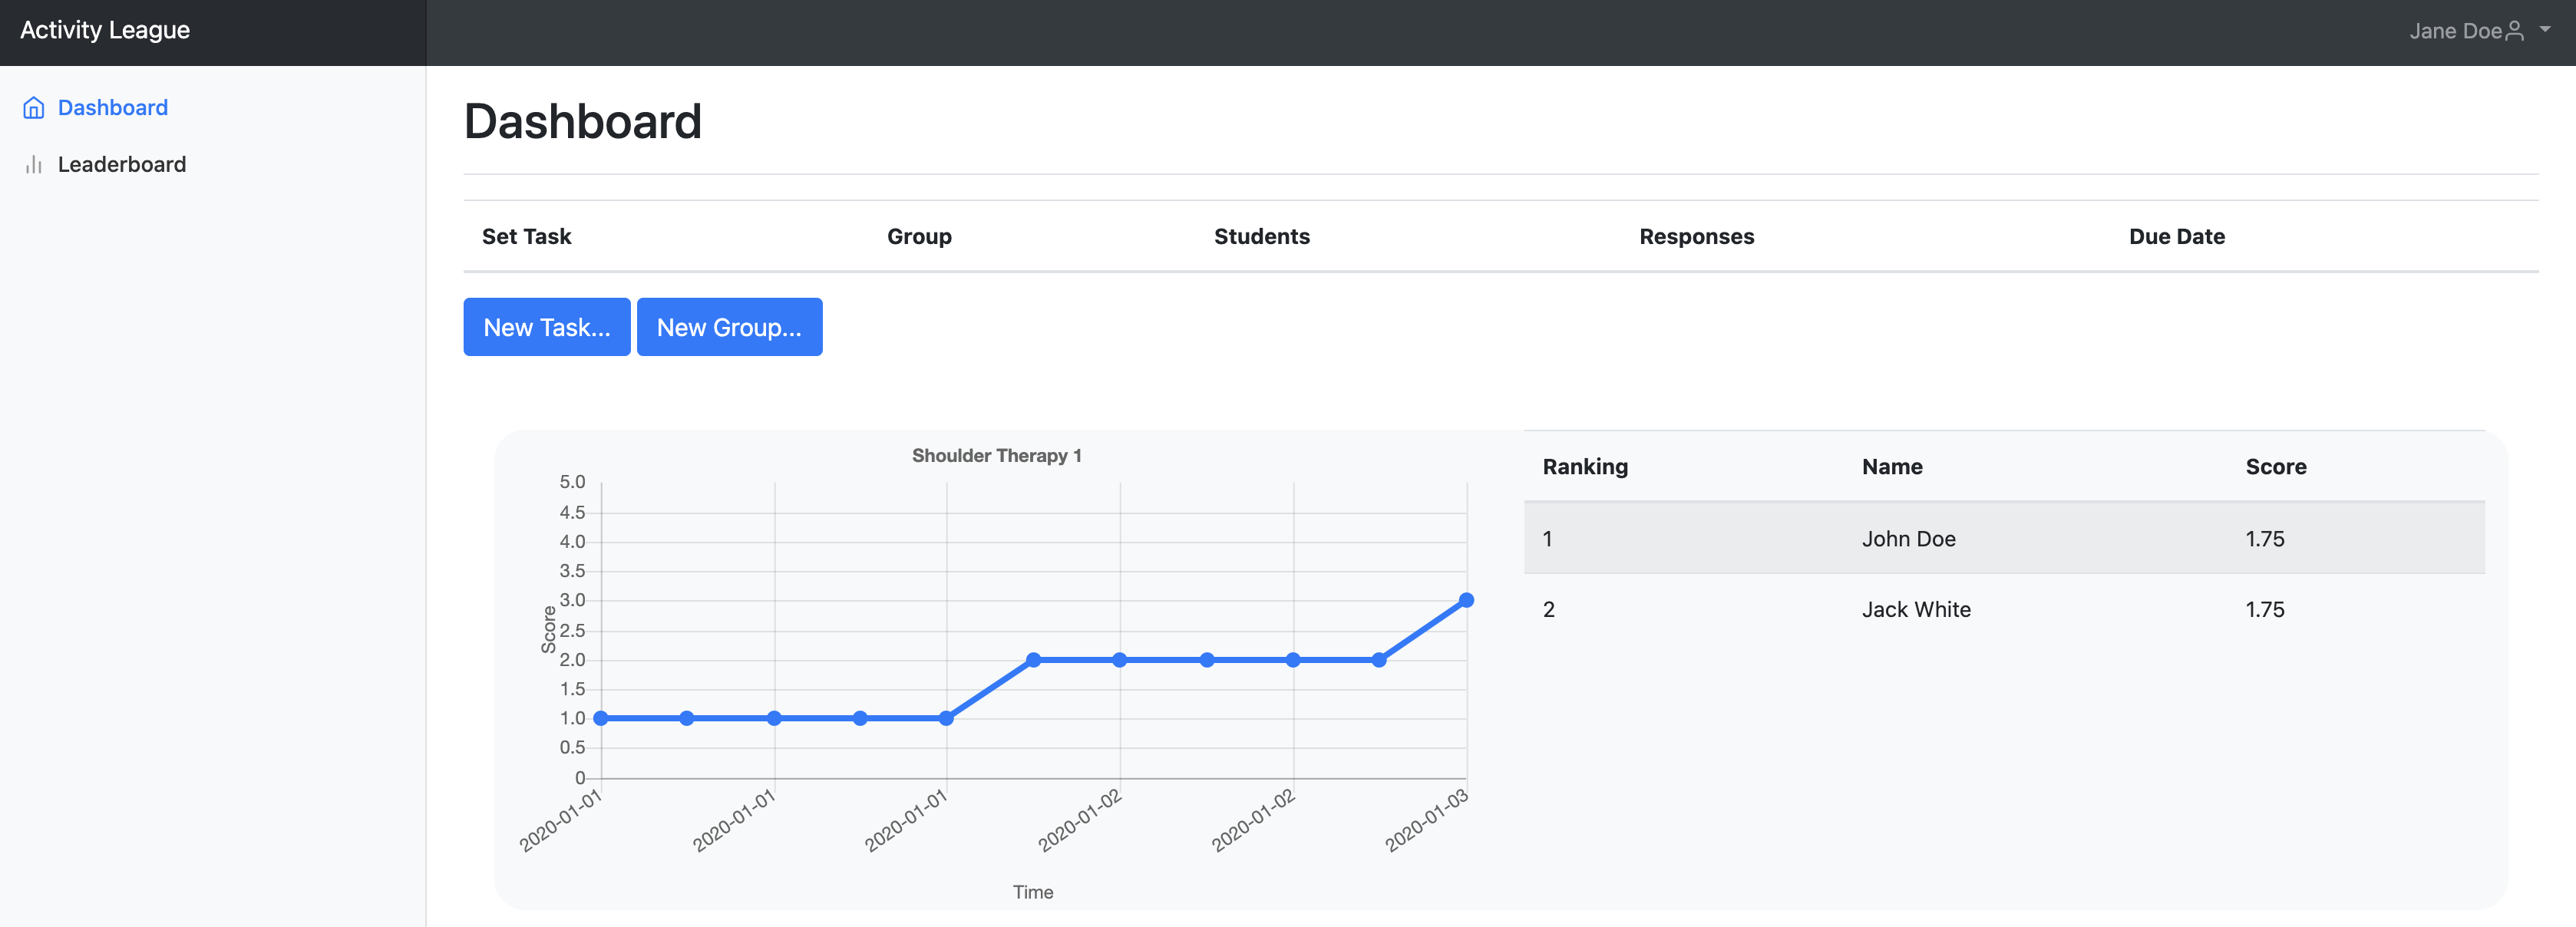 Activity League
Jane Doe
Dashboard
Leaderboard
Dashboard
Set Task Group Students Responses Due Date
New Task... New Group...
Shoulder Therapy 1
Score
5.0
4.5
4.0
3.5
3.0
2.5
2.0
1.5
1.0
0.5
0
2020-01-01 2020-01-01 2020-01-01 2020-01-02 2020-01-02 2020-01-03
Time
Ranking Name Score
1 John Doe 1.75
2 Jack White 1.75